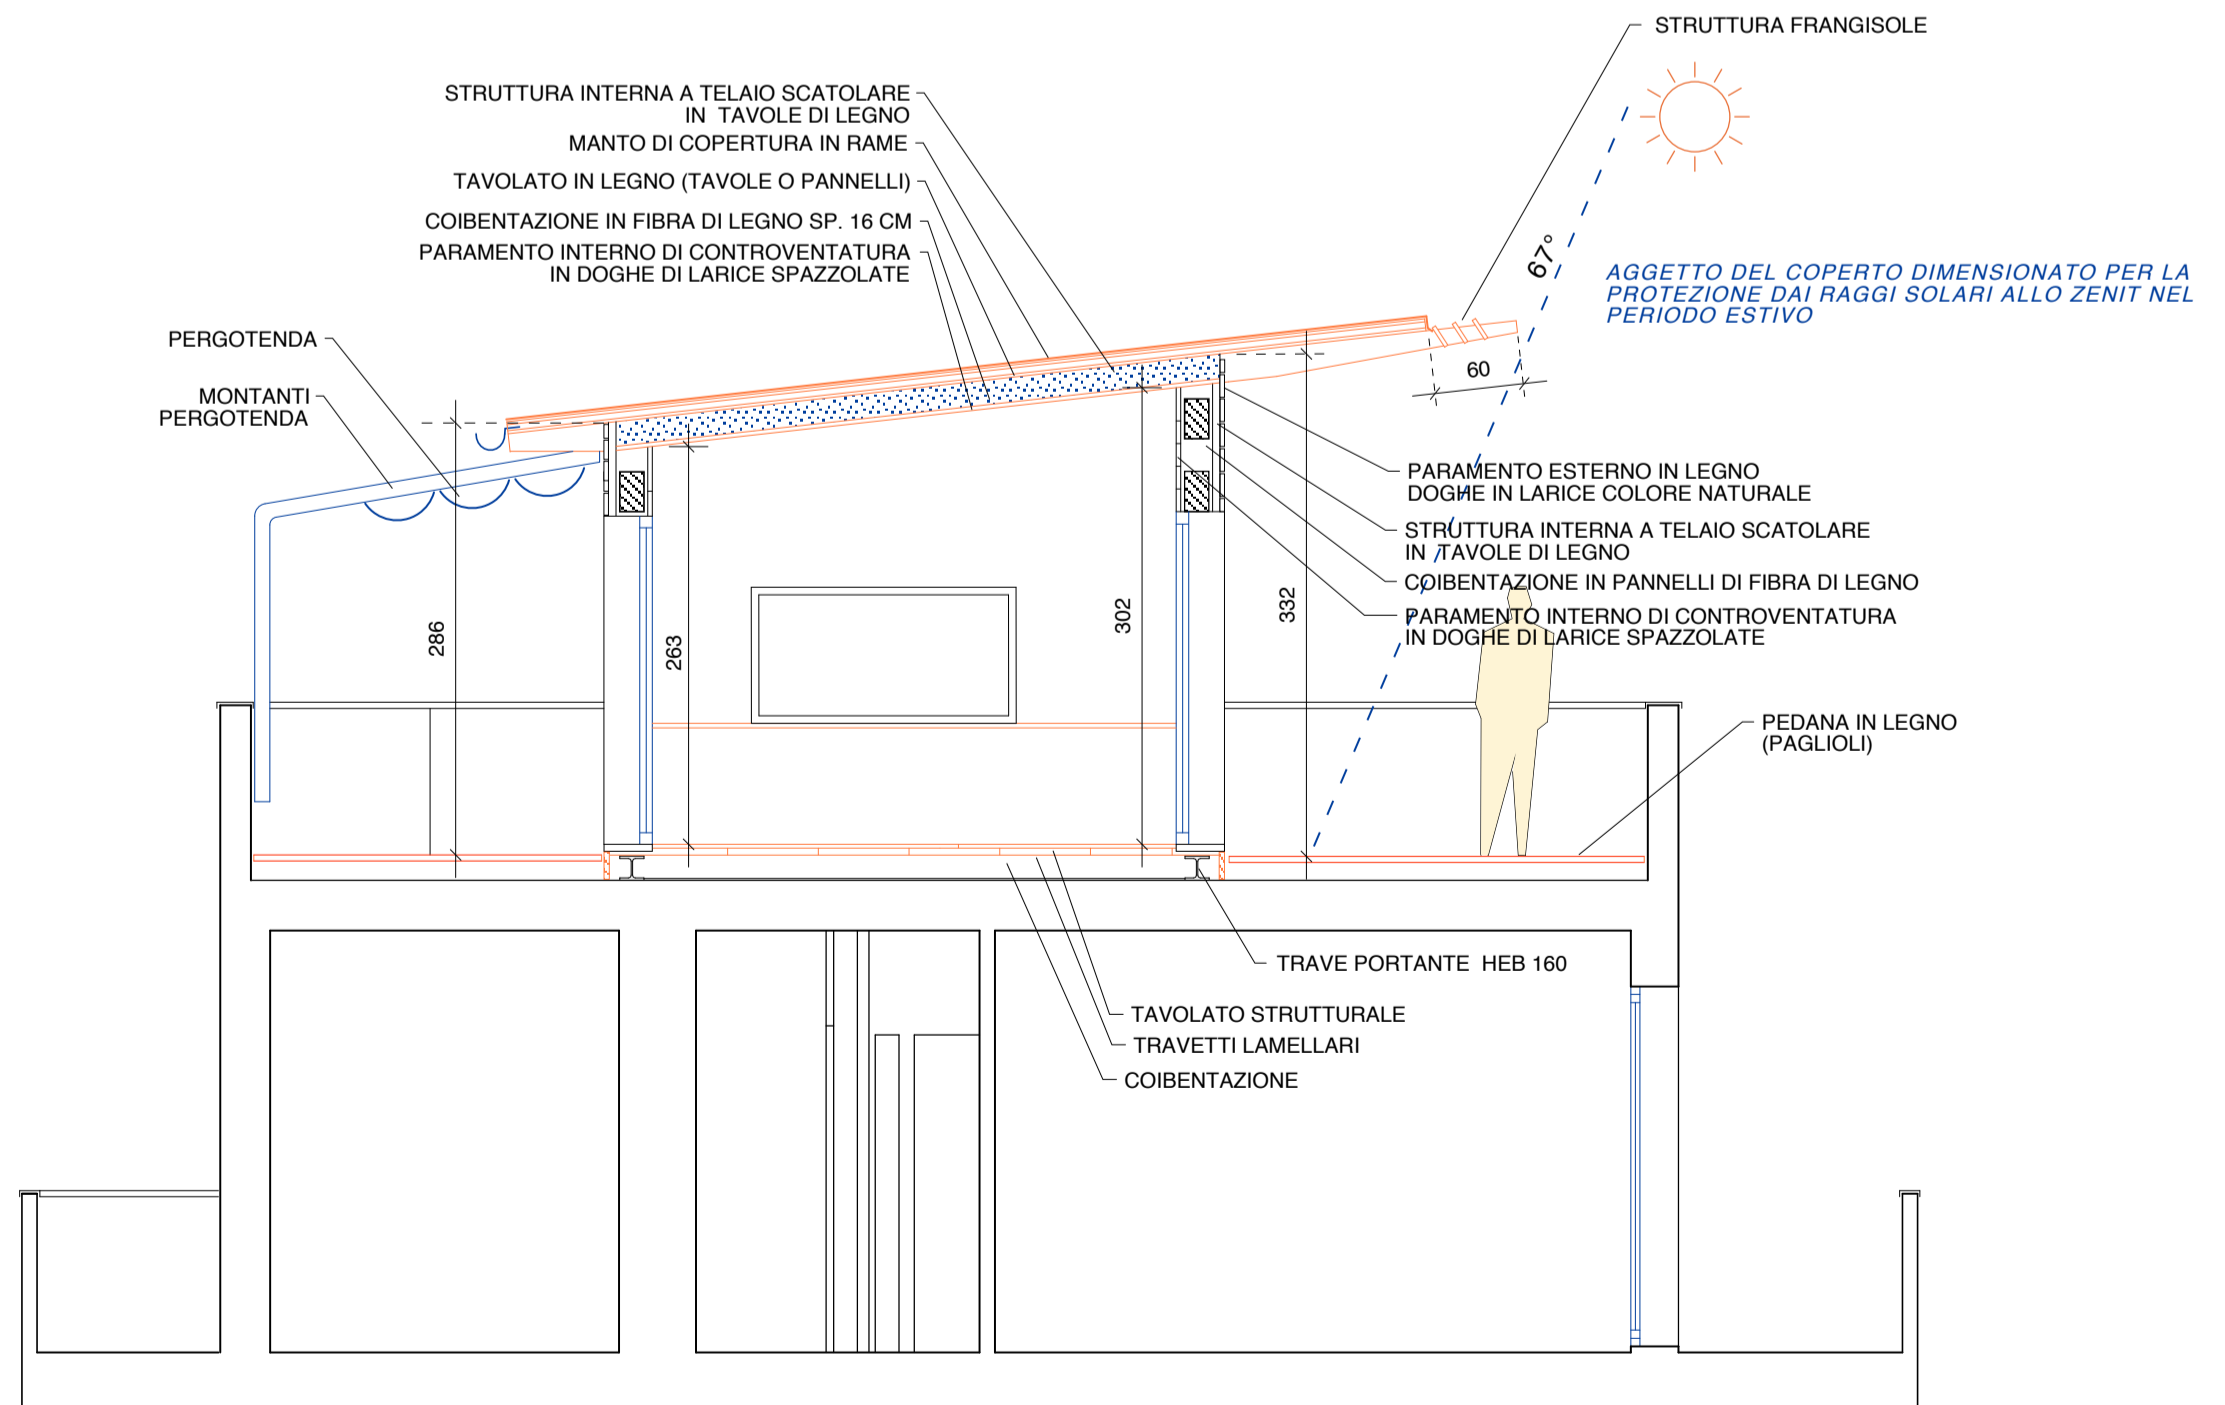 STRUTTURA FRANGISOLE
STRUTTURA INTERNA A TELAIO SCATOLARE
IN TAVOLE DI LEGNO
MANTO DI COPERTURA IN RAME
TAVOLATO IN LEGNO (TAVOLE O PANNELLI)
COIBENTAZIONE IN FIBRA DI LEGNO SP. 16 CM
PARAMENTO INTERNO DI CONTROVENTATURA
IN DOGHE DI LARICE SPAZZOLATE
67°
AGGETTO DEL COPERTO DIMENSIONATO PER LA
PROTEZIONE DAI RAGGI SOLARI ALLO ZENIT NEL
PERIODO ESTIVO
PERGOTENDA
MONTANTI
PERGOTENDA
60
PARAMENTO ESTERNO IN LEGNO
DOGHE IN LARICE COLORE NATURALE
STRUTTURA INTERNA A TELAIO SCATOLARE
IN TAVOLE DI LEGNO
COIBENTAZIONE IN PANNELLI DI FIBRA DI LEGNO
PARAMENTO INTERNO DI CONTROVENTATURA
IN DOGHE DI LARICE SPAZZOLATE
286
263
302
332
PEDANA IN LEGNO
(PAGLIOLI)
TRAVE PORTANTE HEB 160
TAVOLATO STRUTTURALE
TRAVETTI LAMELLARI
COIBENTAZIONE